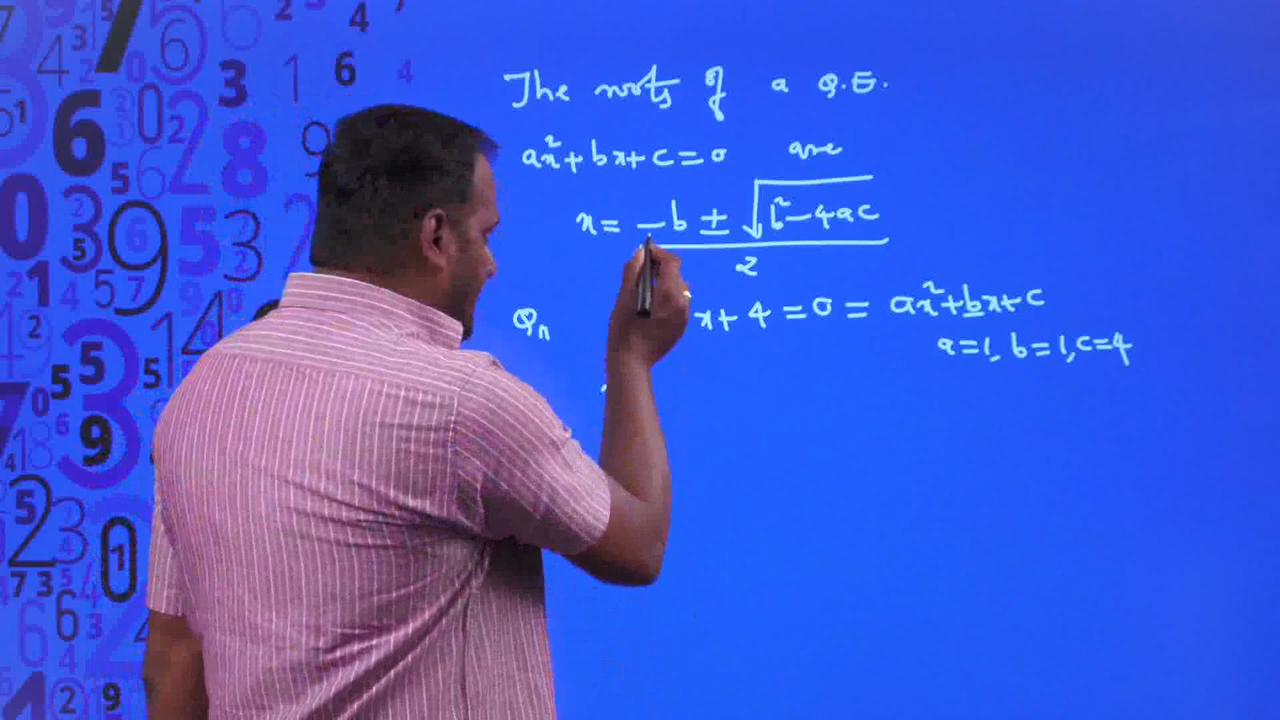 The roots of a Q.E.
ax²+bx+c=0 are
x= -b ± √b²-4ac
2
Qn x+4=0= ax²+bx+c
a=1, b=1, c=4